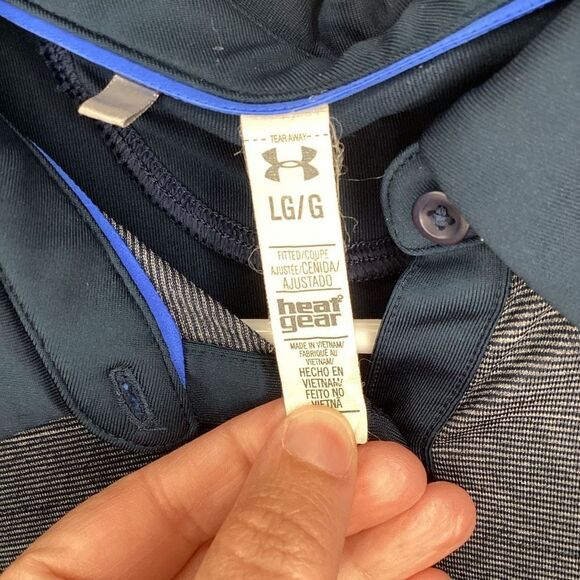 TEAR AWAY
LG/G
FITTED/COUPE
AJUSTÉE/CEÑIDA/
AJUSTADO
heat
gear
MADE IN VIETNAM/
FABRIQUÉ AU
VIETNAM/
HECHO EN
VIETNAM/
FEITO NO
VIETNÃ